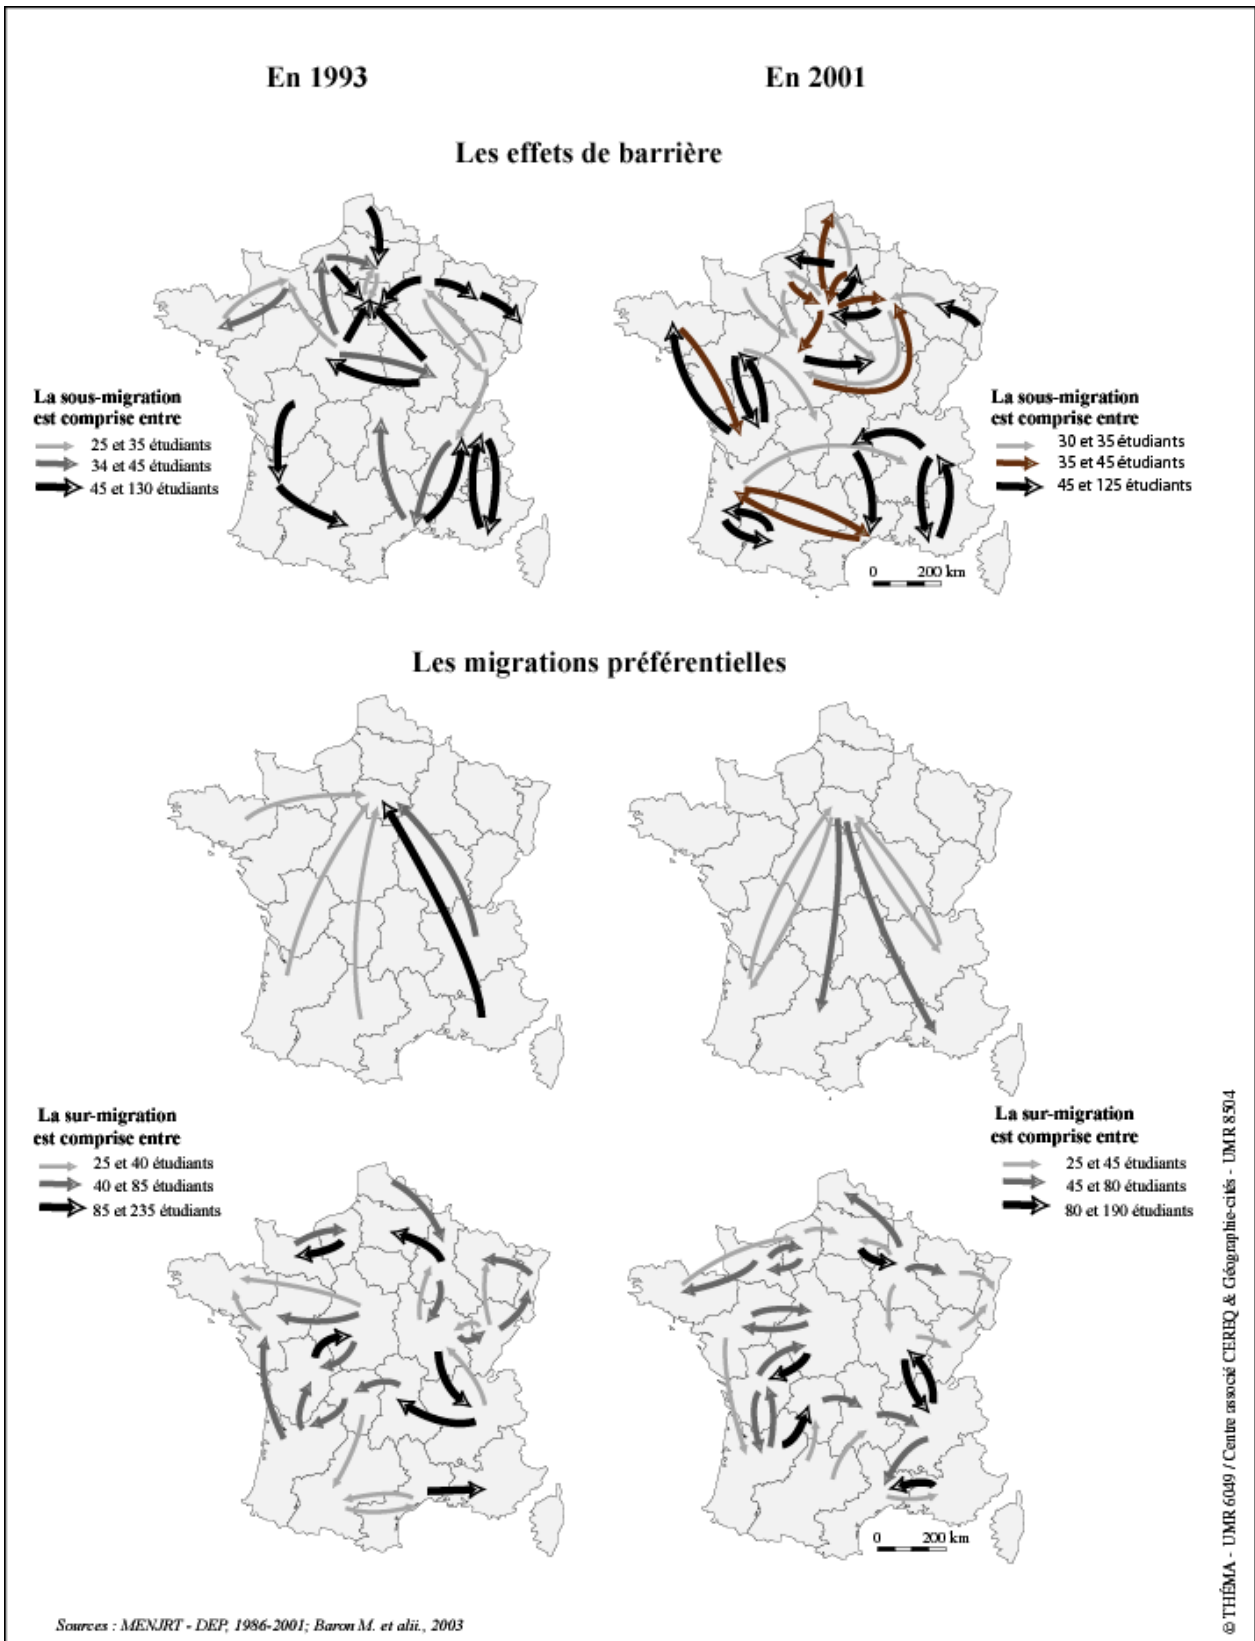 En 1993
En 2001
Les effets de barrière
La sous-migration
est comprise entre
25 et 35 étudiants
34 et 45 étudiants
45 et 130 étudiants
La sous-migration
est comprise entre
30 et 35 étudiants
35 et 45 étudiants
45 et 125 étudiants
0 200 km
Les migrations préférentielles
La sur-migration
est comprise entre
25 et 40 étudiants
40 et 85 étudiants
85 et 235 étudiants
La sur-migration
est comprise entre
25 et 45 étudiants
45 et 80 étudiants
80 et 190 étudiants
0 200 km
Sources : MENJRT - DEP, 1986-2001; Baron M. et alii., 2003
© THÉMA - UMR 6049 / Centre associé CEREQ & Géographie-cités - UMR 8504